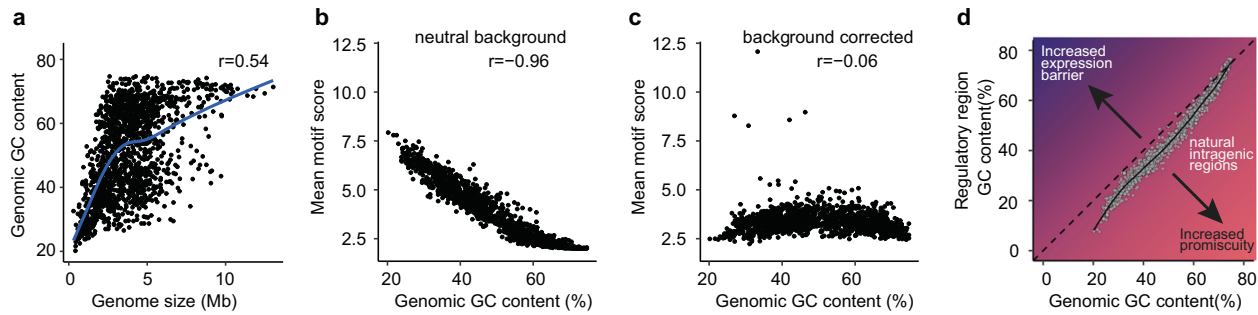 a
r=0.54
Genomic GC content
80
60
40
20
0
5
10
Genome size (Mb)
b
neutral background
r=−0.96
Mean motif score
12.5
10.0
7.5
5.0
2.5
20
40
60
Genomic GC content (%)
c
background corrected
r=−0.06
Mean motif score
12.5
10.0
7.5
5.0
2.5
20
40
60
Genomic GC content (%)
d
Regulatory region
GC content(%)
80
60
40
20
0
Increased
expression
barrier
natural
intragenic
regions
Increased
promiscuity
0
20
40
60
80
Genomic GC content(%)